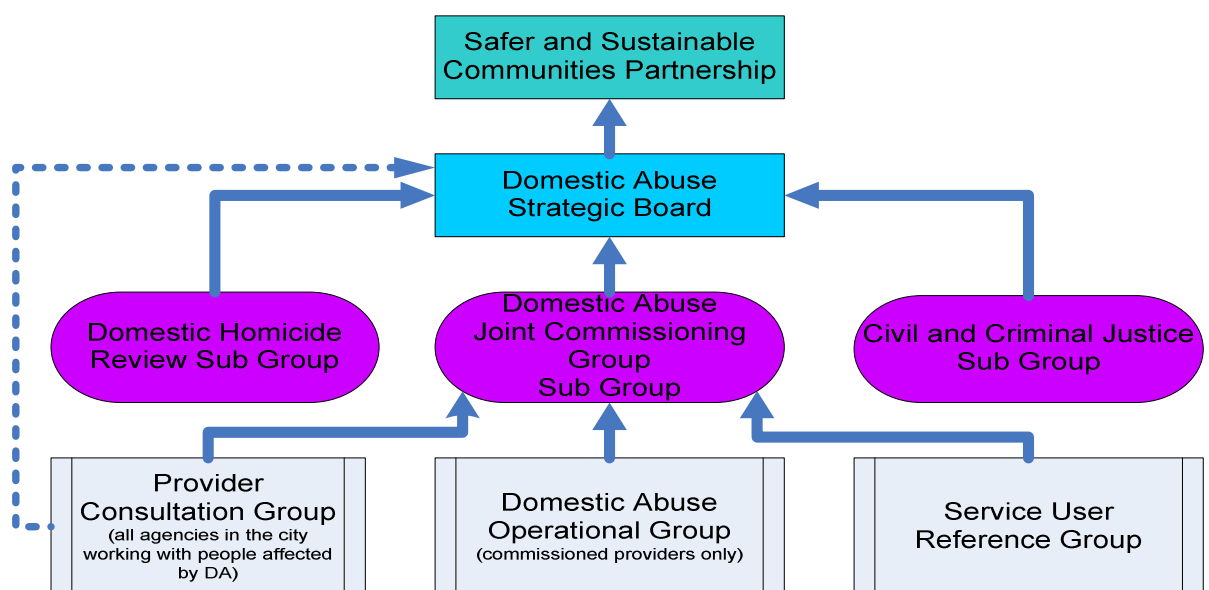 Safer and Sustainable
Communities Partnership
Domestic Abuse
Strategic Board
Domestic Homicide
Review Sub Group
Domestic Abuse
Joint Commissioning
Group
Sub Group
Civil and Criminal Justice
Sub Group
Provider
Consultation Group
(all agencies in the city
working with people affected
by DA)
Domestic Abuse
Operational Group
(commissioned providers only)
Service User
Reference Group